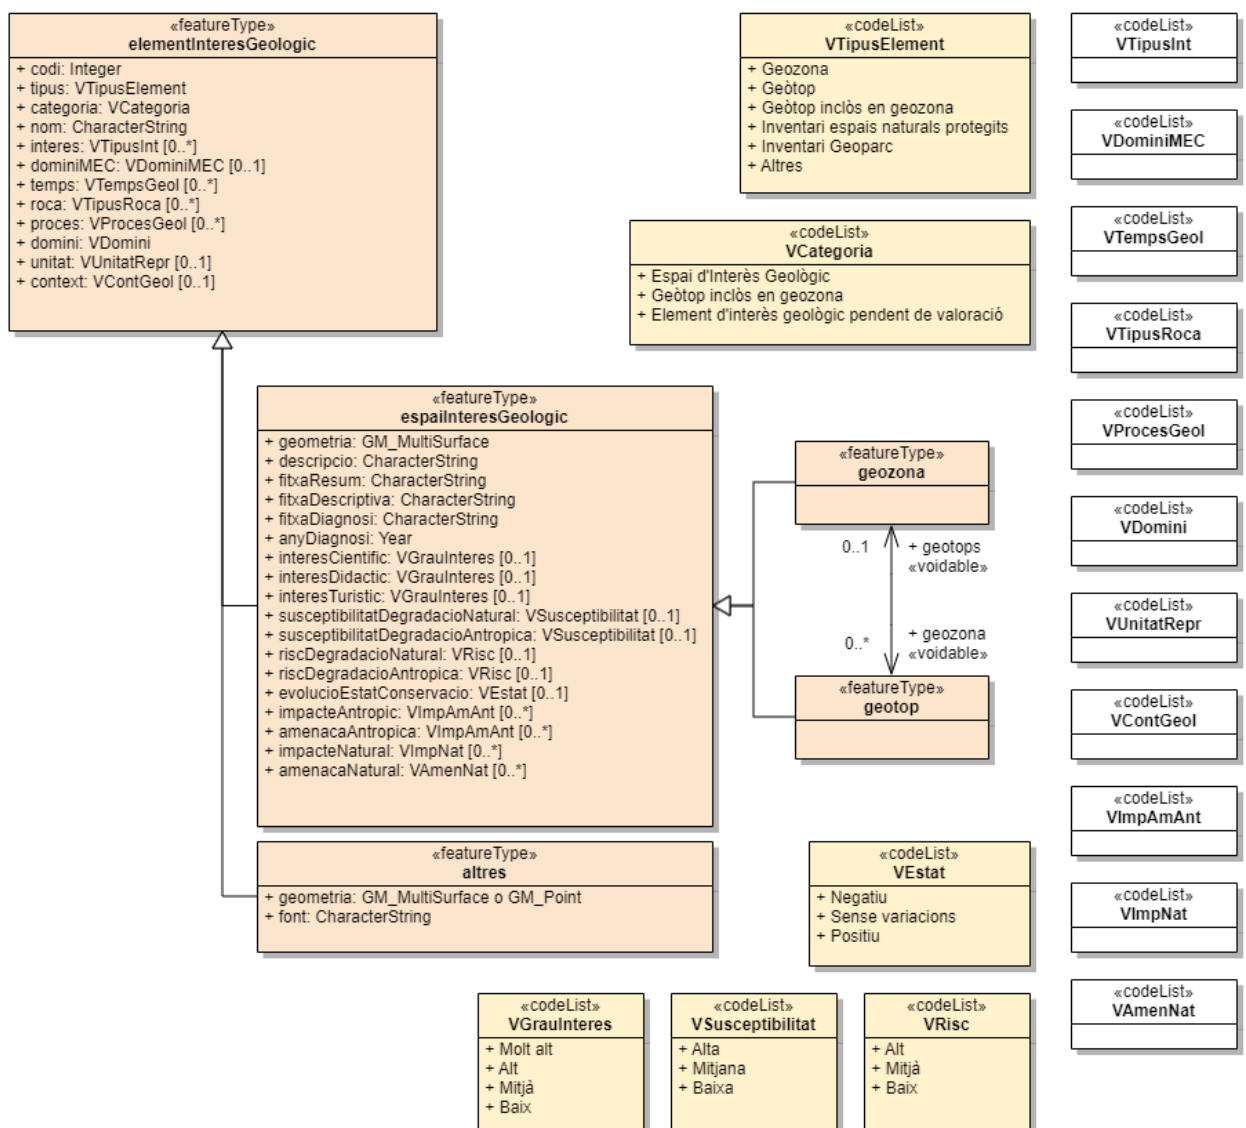 «featureType»
elementInteresGeologic
+ codi: Integer
+ tipus: VTipusElement
+ categoria: VCategoria
+ nom: CharacterString
+ interes: VTipusInt [0..*]
+ dominiMEC: VDominiMEC [0..1]
+ temps: VTempsGeol [0..*]
+ roca: VTipusRoca [0..*]
+ proces: VProcesGeol [0..*]
+ domini: VDomini
+ unitat: VUnitatRepr [0..1]
+ context: VContGeol [0..1]
«codeList»
VTipusElement
+ Geozona
+ Geòtop
+ Geòtop inclòs en geozona
+ Inventari espais naturals protegits
+ Inventari Geoparc
+ Altres
«codeList»
VCategoria
+ Espai d'Interès Geològic
+ Geòtop inclòs en geozona
+ Element d'interès geològic pendent de valoració
«codeList»
VTipusInt
«codeList»
VDominiMEC
«codeList»
VTempsGeol
«codeList»
VTipusRoca
«codeList»
VProcesGeol
«codeList»
VDomini
«codeList»
VUnitatRepr
«codeList»
VContGeol
«codeList»
VImpAmAnt
«codeList»
VImpNat
«codeList»
VAmenNat
«featureType»
espaiInteresGeologic
+ geometria: GM_MultiSurface
+ descripcio: CharacterString
+ fitxaResum: CharacterString
+ fitxaDescriptiva: CharacterString
+ fitxaDiagnosi: CharacterString
+ anyDiagnosi: Year
+ interesCientific: VGrauInteres [0..1]
+ interesDidactic: VGrauInteres [0..1]
+ interesTuristic: VGrauInteres [0..1]
+ susceptibilitatDegradacioNatural: VSusceptibilitat [0..1]
+ susceptibilitatDegradacioAntropica: VSusceptibilitat [0..1]
+ riscDegradacioNatural: VRisc [0..1]
+ riscDegradacioAntropica: VRisc [0..1]
+ evolucioEstatConservacio: VEstat [0..1]
+ impacteAntropic: VImpAmAnt [0..*]
+ amenacaAntropica: VImpAmAnt [0..*]
+ impacteNatural: VImpNat [0..*]
+ amenacaNatural: VAmenNat [0..*]
«featureType»
geozona
0..1
+ geotops
«voidable»
0..*
+ geozona
«voidable»
«featureType»
geotop
«featureType»
altres
+ geometria: GM_MultiSurface o GM_Point
+ font: CharacterString
«codeList»
VEstat
+ Negatiu
+ Sense variacions
+ Positiu
«codeList»
VGrauInteres
+ Molt alt
+ Alt
+ Mitjà
+ Baix
«codeList»
VSusceptibilitat
+ Alta
+ Mitjana
+ Baixa
«codeList»
VRisc
+ Alt
+ Mitjà
+ Baix